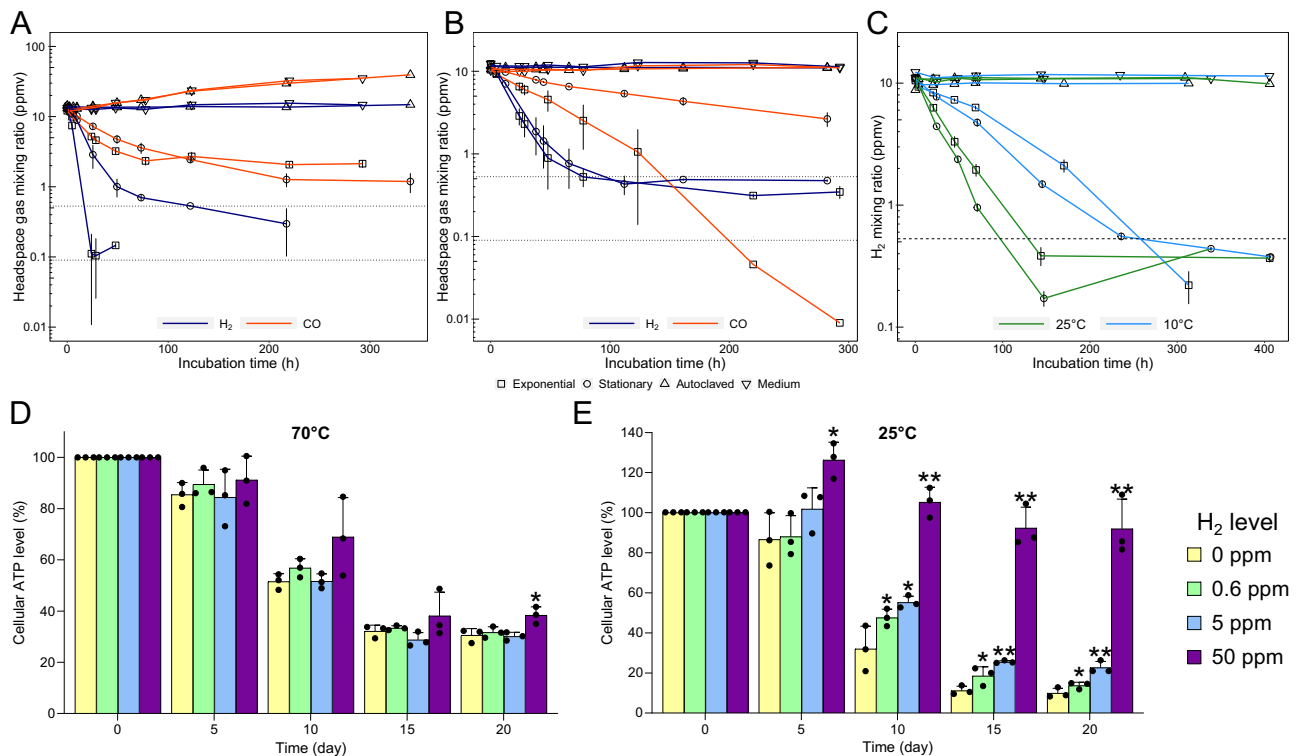 A
Headspace gas mixing ratio (ppmv)
100
10
1
0.1
0.01
H₂
CO
0
100
200
300
Incubation time (h)
B
Headspace gas mixing ratio (ppmv)
10
1
0.1
0.01
H₂
CO
0
100
200
300
Incubation time (h)
C
H₂ mixing ratio (ppmv)
10
1
0.1
25°C
10°C
0
100
200
300
400
Incubation time (h)
Exponential
Stationary
Autoclaved
Medium
D
70°C
Cellular ATP level (%)
100
80
60
40
20
0
*
0
5
10
15
20
Time (day)
E
25°C
Cellular ATP level (%)
140
120
100
80
60
40
20
0
*
* * **
* ** **
* ** **
0
5
10
15
20
Time (day)
H₂ level
0 ppm
0.6 ppm
5 ppm
50 ppm